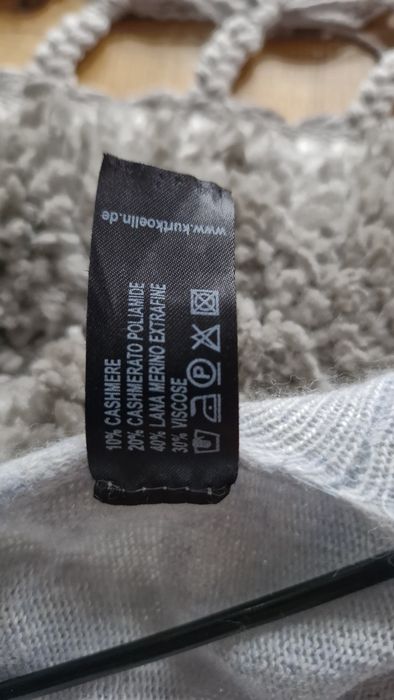 www.kurtkoelln.de
10% CASHMERE
20% CASHMERATO POLIAMIDE
40% LANA MERINO EXTRAFINE
30% VISCOSE
P